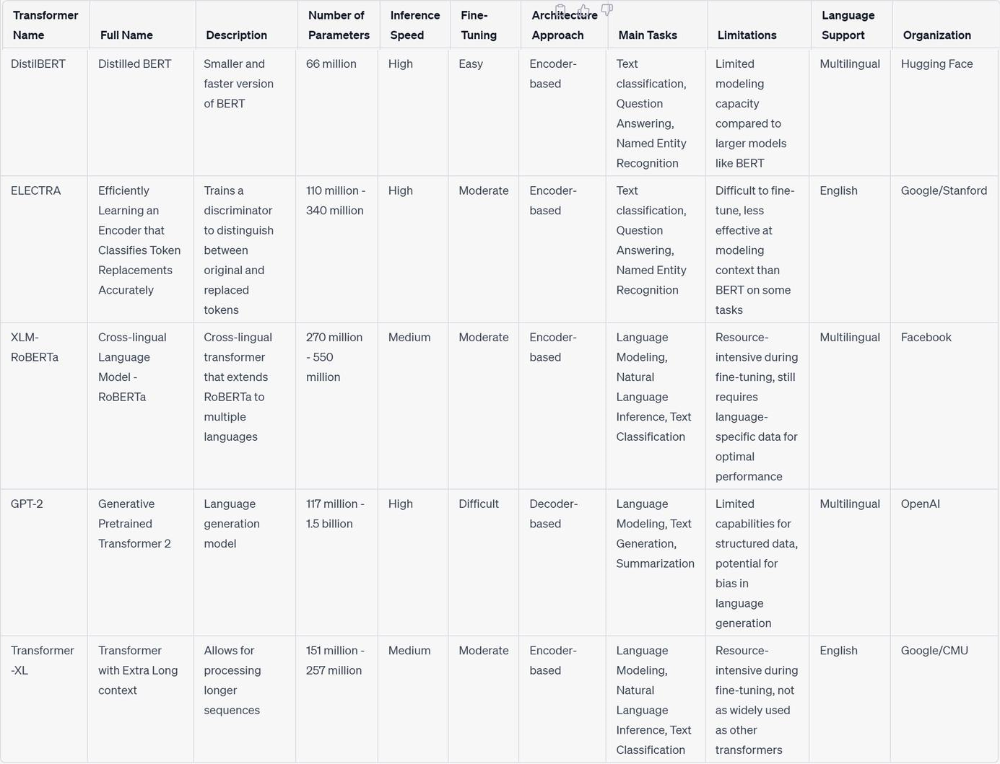 Transformer Name
Full Name
Description
Number of Parameters
Inference Speed
Fine-Tuning
Architecture Approach
Main Tasks
Limitations
Language Support
Organization
DistilBERT
Distilled BERT
Smaller and
faster version
of BERT
66 million
High
Easy
Encoder-
based
Text
classification,
Question
Answering,
Named Entity
Recognition
Limited
modeling
capacity
compared to
larger models
like BERT
Multilingual
Hugging Face
ELECTRA
Efficiently
Learning an
Encoder that
Classifies Token
Replacements
Accurately
Trains a
discriminator
to distinguish
between
original and
replaced
tokens
110 million -
340 million
High
Moderate
Encoder-
based
Text
classification,
Question
Answering,
Named Entity
Recognition
Difficult to fine-
tune, less
effective at
modeling
context than
BERT on some
tasks
English
Google/Stanford
XLM-
RoBERTa
Cross-lingual
Language
Model -
RoBERTa
Cross-lingual
transformer
that extends
RoBERTa to
multiple
languages
270 million
- 550
million
Medium
Moderate
Encoder-
based
Language
Modeling,
Natural
Language
Inference, Text
Classification
Resource-
intensive during
fine-tuning, still
requires
language-
specific data for
optimal
performance
Multilingual
Facebook
GPT-2
Generative
Pretrained
Transformer 2
Language
generation
model
117 million -
1.5 billion
High
Difficult
Decoder-
based
Language
Modeling, Text
Generation,
Summarization
Limited
capabilities for
structured data,
potential for
bias in
language
generation
Multilingual
OpenAI
Transformer
-XL
Transformer
with Extra Long
context
Allows for
processing
longer
sequences
151 million -
257 million
Medium
Moderate
Encoder-
based
Language
Modeling,
Natural
Language
Inference, Text
Classification
Resource-
intensive during
fine-tuning, not
as widely used
as other
transformers
English
Google/CMU